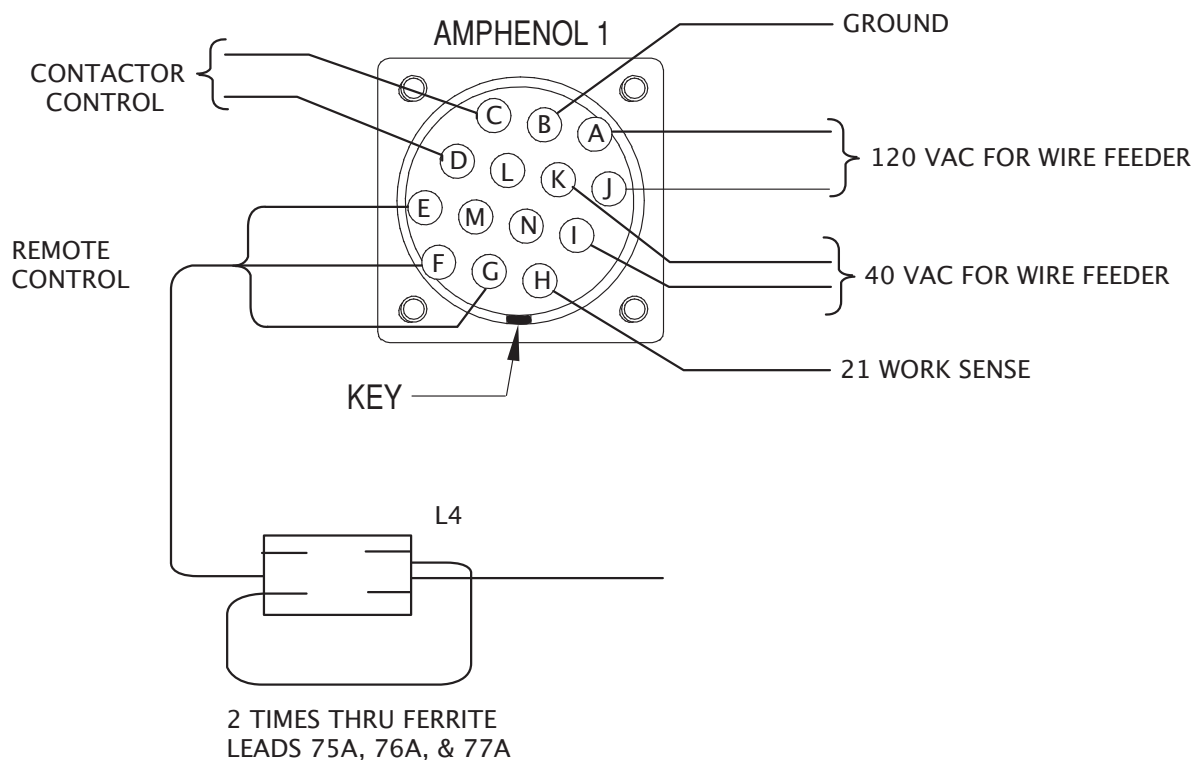 AMPHENOL 1
GROUND
CONTACTOR
CONTROL
C
B
A
120 VAC FOR WIRE FEEDER
D
L
K
J
E
M
N
I
REMOTE
CONTROL
F
G
H
40 VAC FOR WIRE FEEDER
21 WORK SENSE
KEY
L4
2 TIMES THRU FERRITE
LEADS 75A, 76A, & 77A